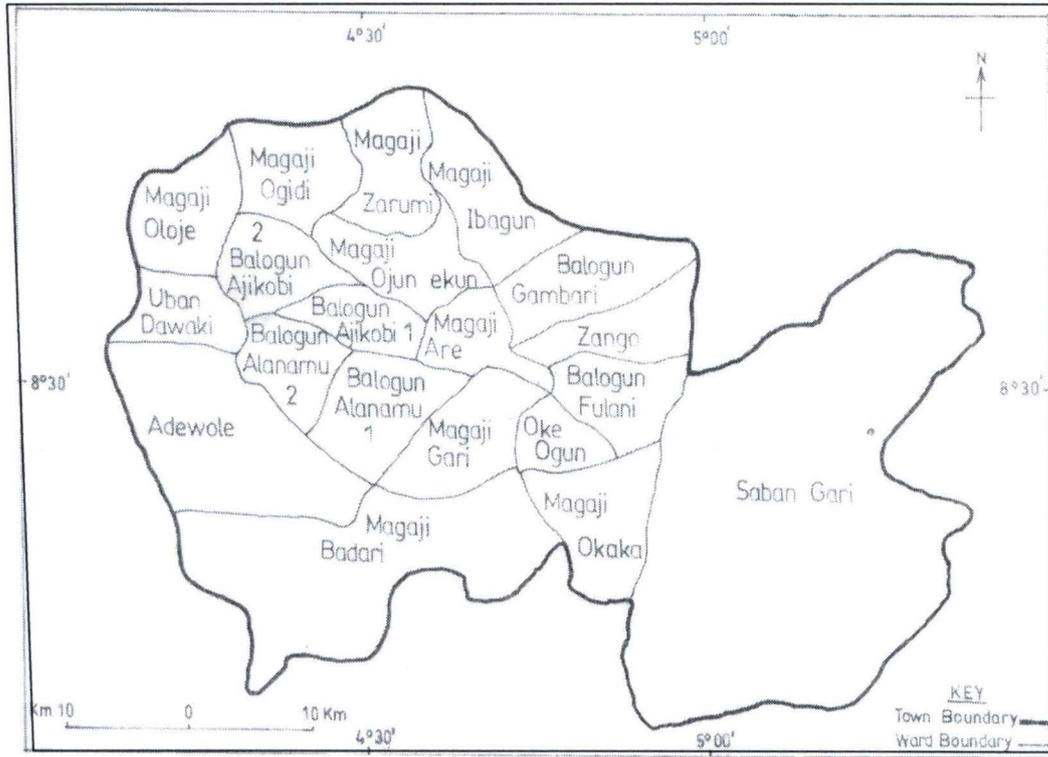 4°30'
5°00'
N
Magaji
Zarumi
Magaji
Ogidi
Magaji
Ibagun
Magaji
Oloje
2
Balogun
Ajikobi
Magaji
Ojun ekun
Balogun
Gambari
Uban
Dawaki
Balogun
Ajikobi 1
Magaji
Are
Zango
Balogun
Alanamu
2
Balogun
Alanamu
1
Balogun
Fulani
8°30'
8°30'
Adewole
Magaji
Gari
Oke
Ogun
Saban Gari
Magaji
Okaka
Magaji
Badari
Km 10
0
10 Km
KEY
Town Boundary
Ward Boundary
4°30'
5°00'